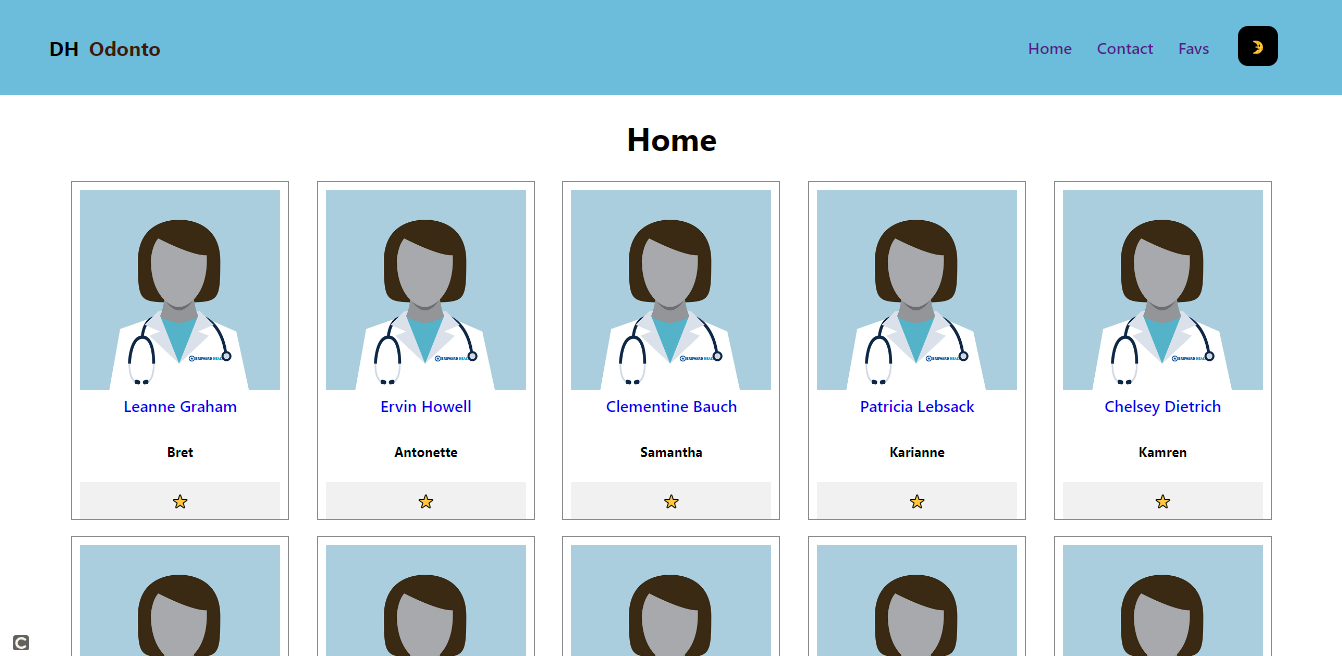 DH Odonto
Home Contact Favs
Home
Leanne Graham
Ervin Howell
Clementine Bauch
Patricia Lebsack
Chelsey Dietrich
Bret
Antonette
Samantha
Karianne
Kamren